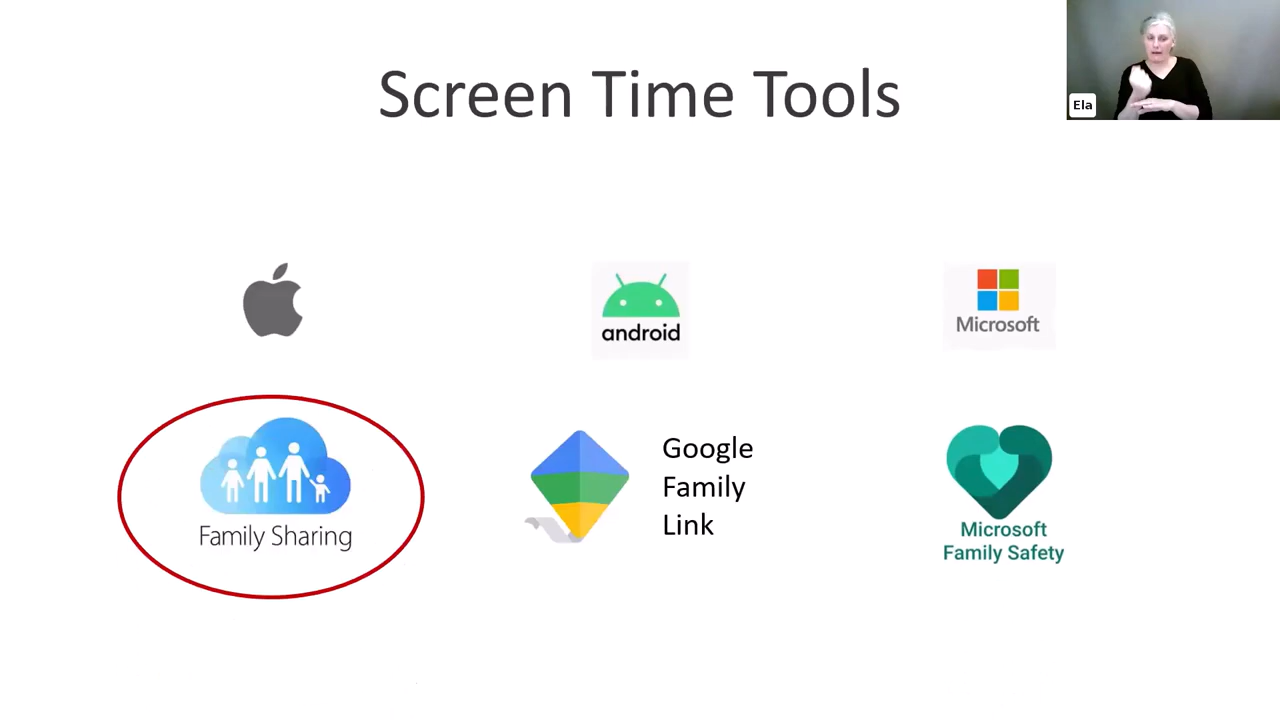 Screen Time Tools
Ela
android
Microsoft
Family Sharing
Google
Family
Link
Microsoft
Family Safety